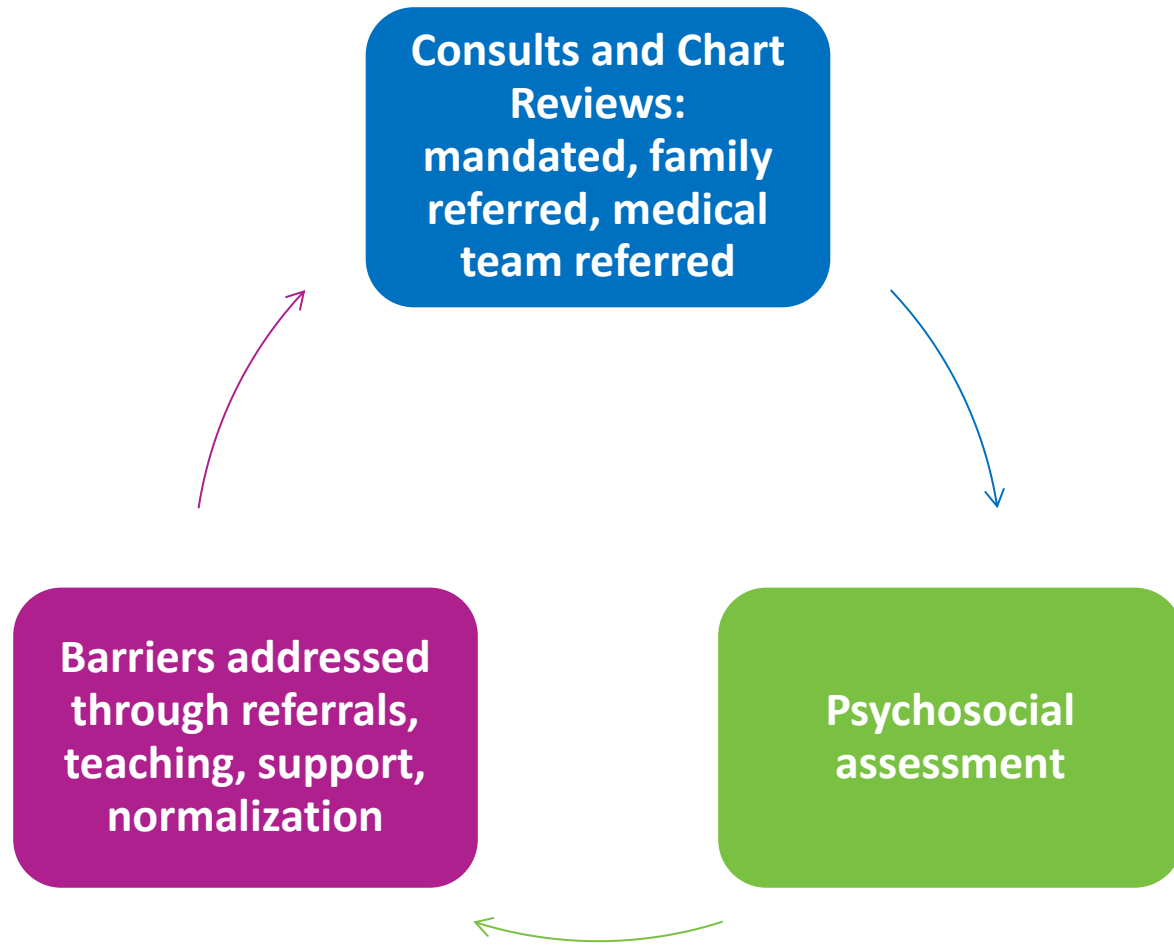 Consults and Chart
Reviews:
mandated, family
referred, medical
team referred
Psychosocial
assessment
Barriers addressed
through referrals,
teaching, support,
normalization